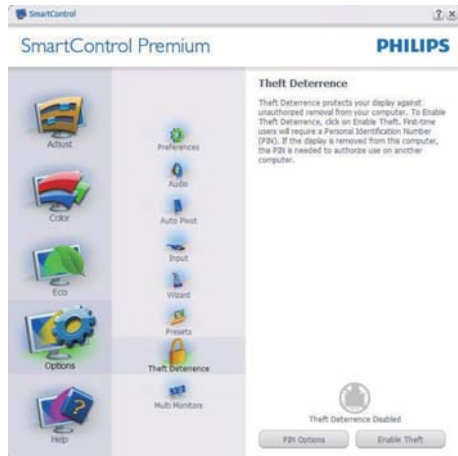 SmartControl
? x
SmartControl Premium
PHILIPS
Adjust
Color
Eco
Options
Help
Preferences
Audio
Auto Pivot
Input
Wizard
Presets
Theft Deterrence
Multi Monitors
Theft Deterrence
Theft Deterrence protects your display against
unauthorized removal from your computer. To Enable
Theft Deterrence, click on Enable Theft. First-time
users will require a Personal Identification Number
(PIN). If the display is removed from this computer,
this PIN is needed to authorize use on another
computer.
Theft Deterrence Disabled
PIN Options
Enable Theft